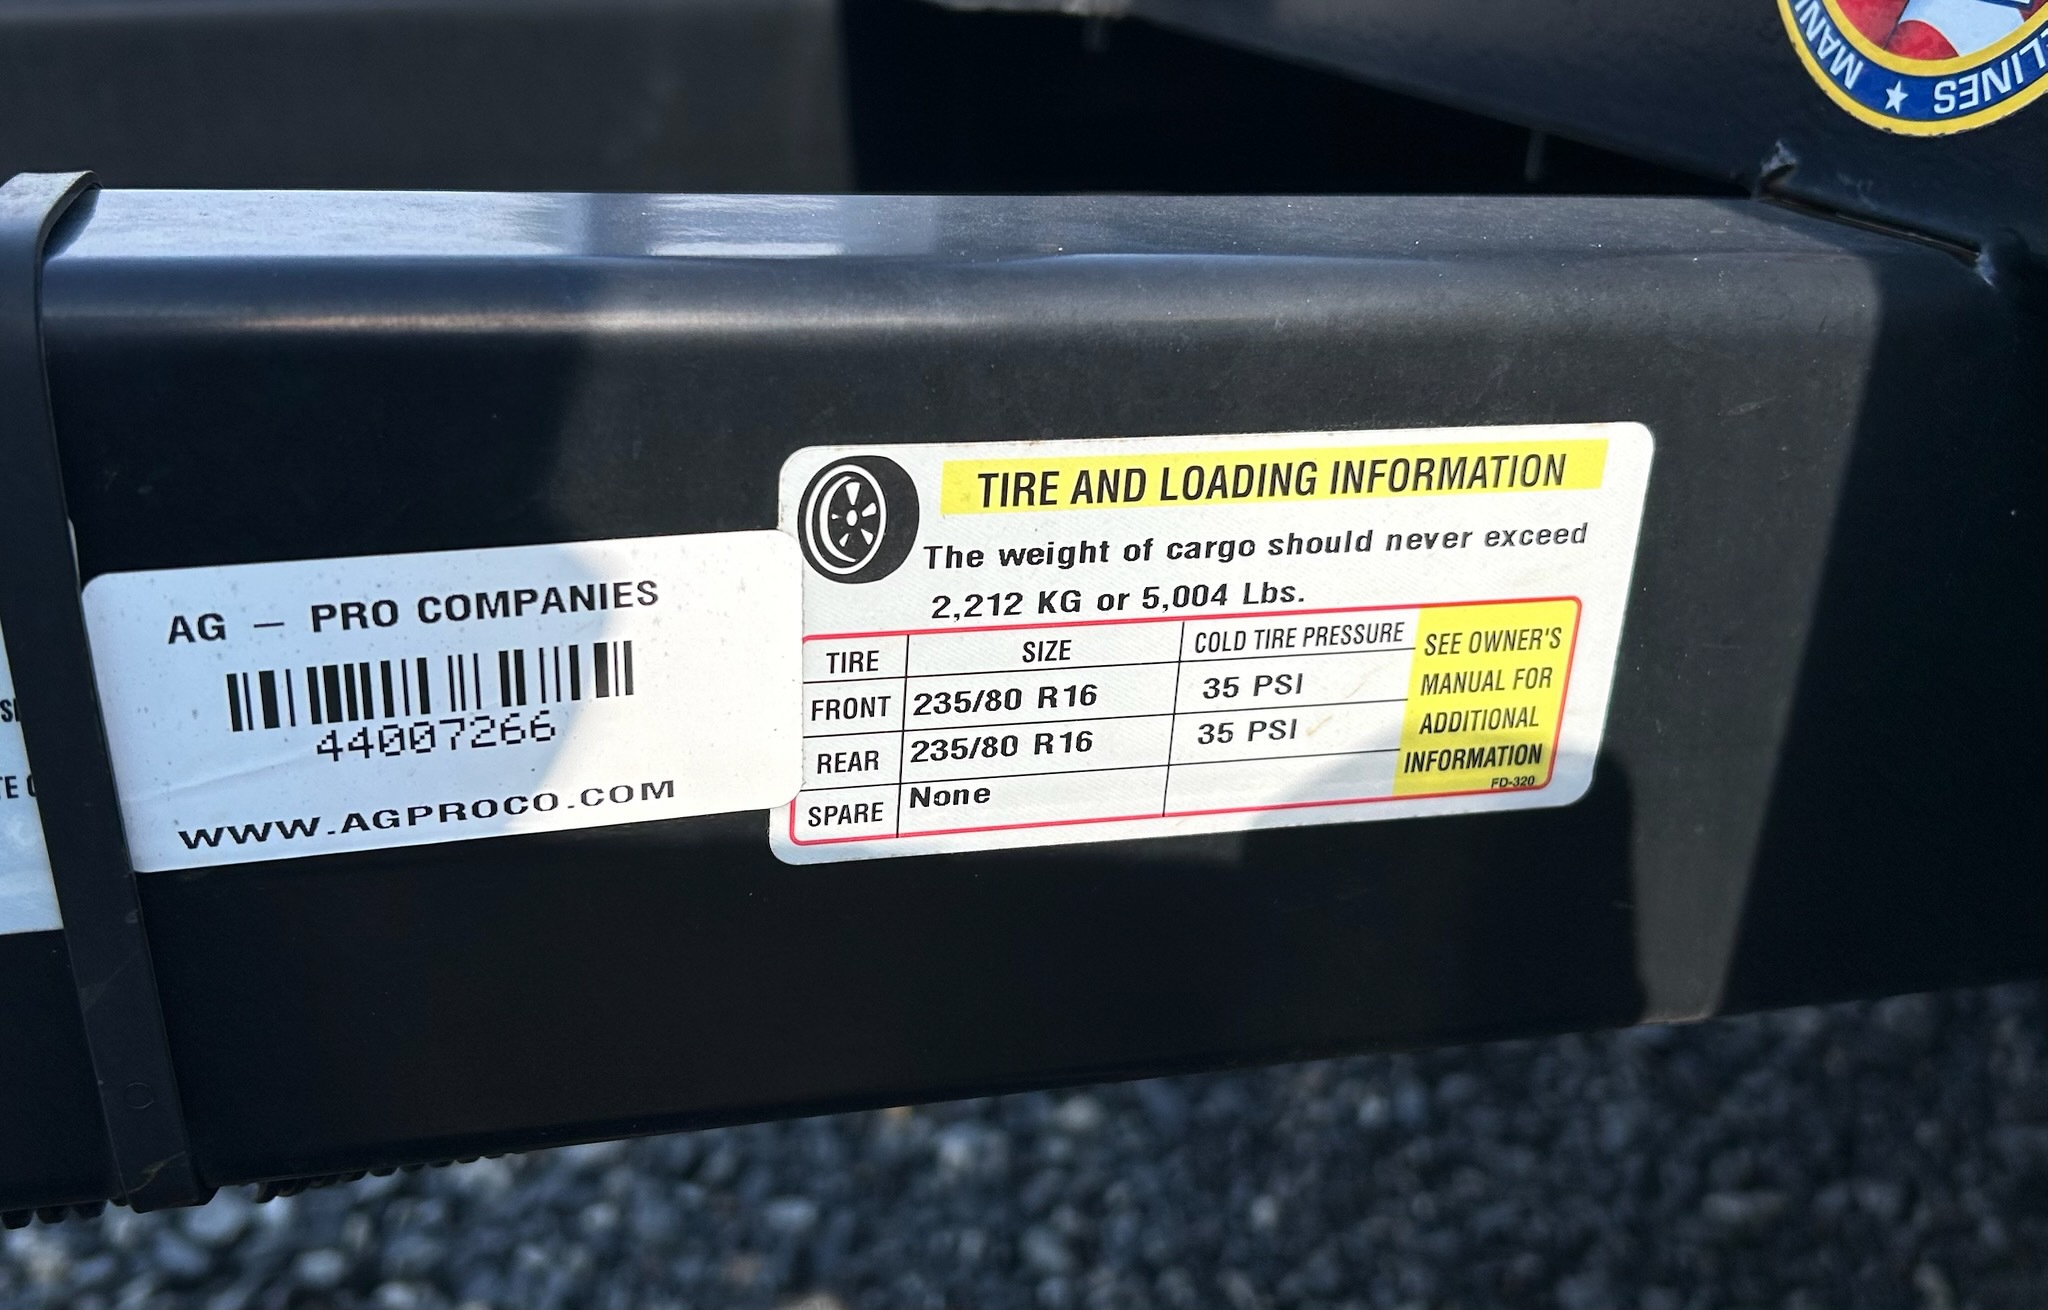 AG - PRO COMPANIES
44007266
WWW.AGPROCO.COM
TIRE AND LOADING INFORMATION
The weight of cargo should never exceed
2,212 KG or 5,004 Lbs.
TIRE SIZE COLD TIRE PRESSURE
FRONT 235/80 R16 35 PSI
REAR 235/80 R16 35 PSI
SPARE None
SEE OWNER'S
MANUAL FOR
ADDITIONAL
INFORMATION
FD-320